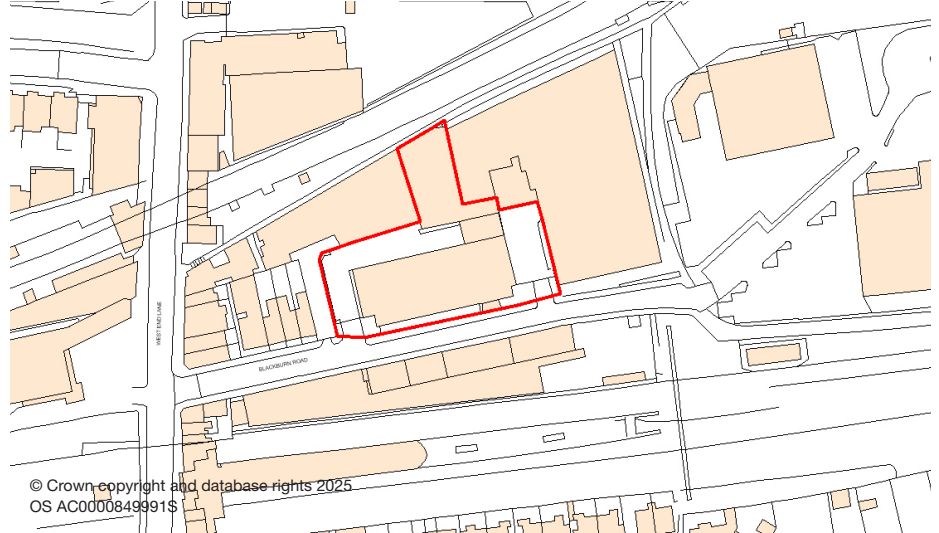 WEST END LANE
BLACKBURN ROAD
© Crown copyright and database rights 2025
OS AC0000849991S